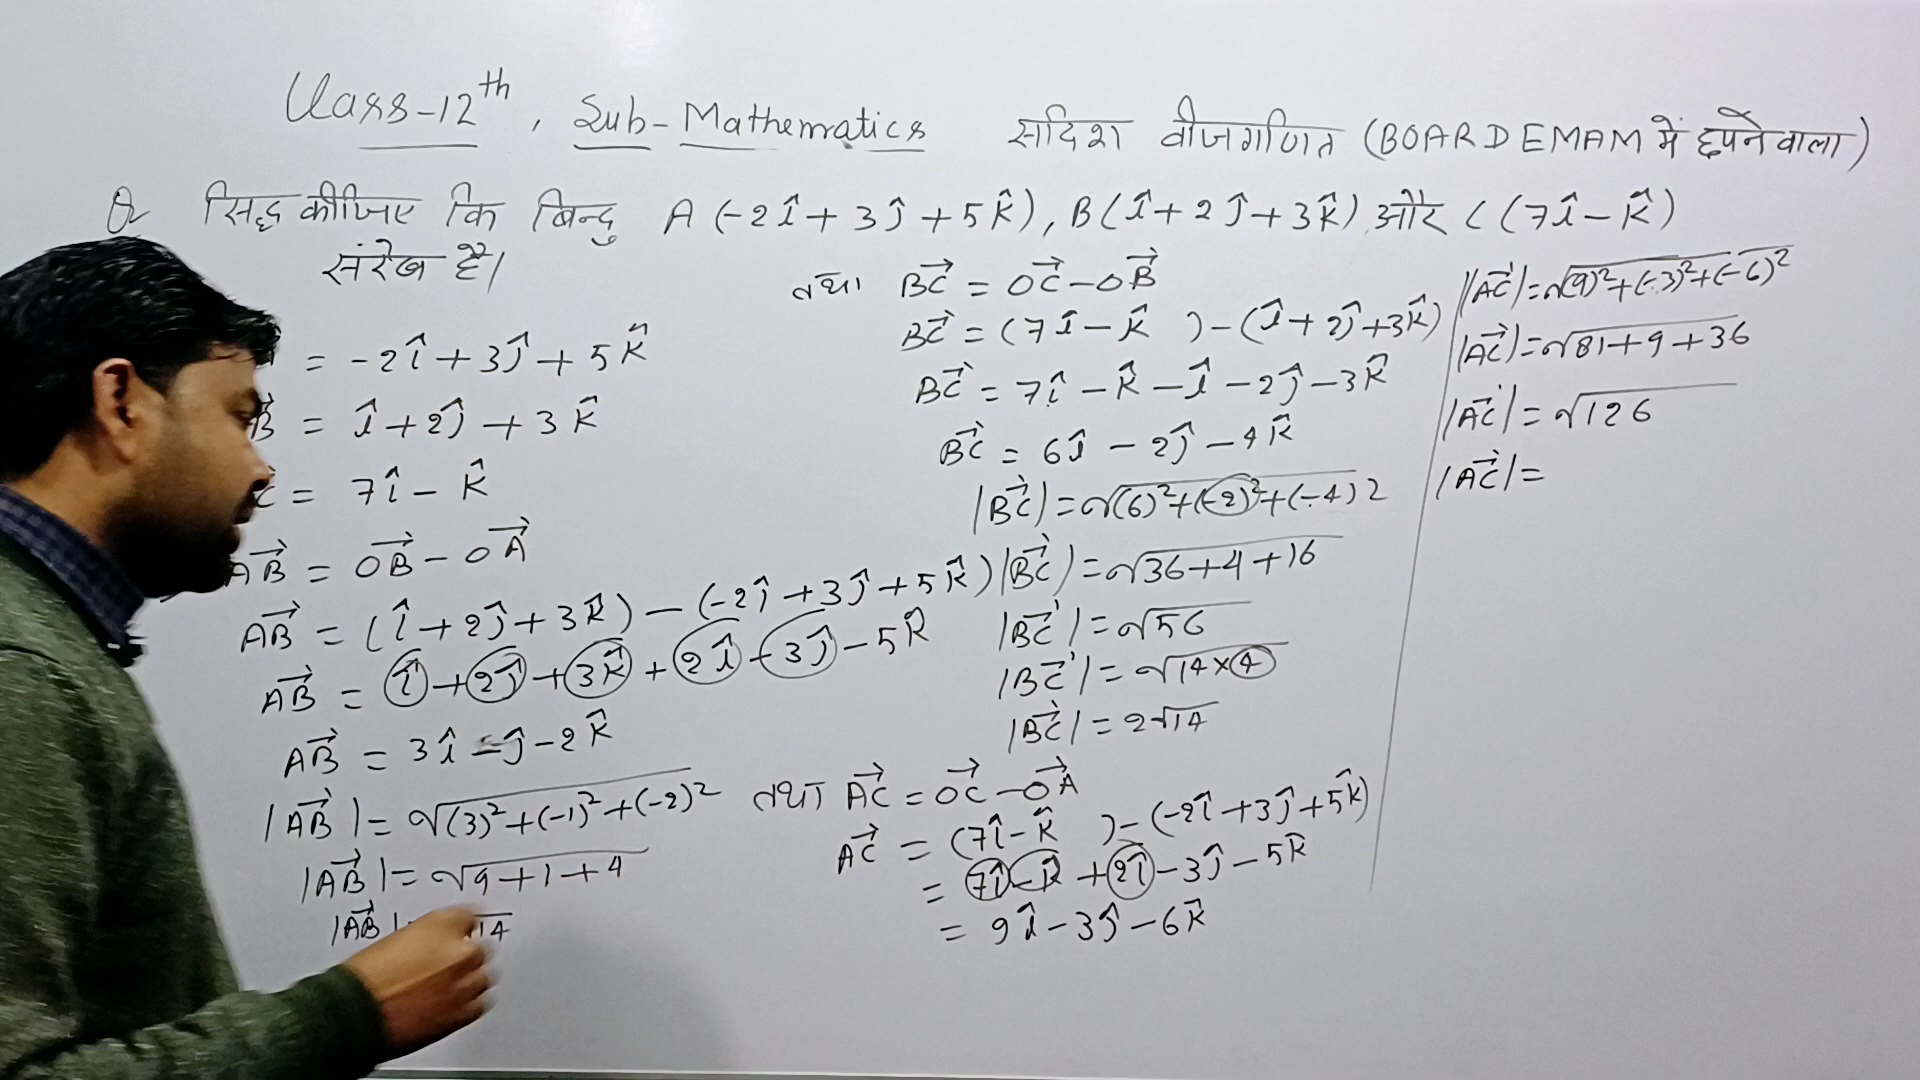 Class-12th, Sub-Mathematics सदिश बीजगणित (BOARD EMAM में छपने वाला)
Q सिद्ध कीजिए कि बिन्दु A (-2î + 3ĵ + 5k̂), B (î + 2ĵ + 3k̂) और C (7î - k̂)
संरेख है।
= -2î + 3ĵ + 5k̂
B = î + 2ĵ + 3k̂
C = 7î - k̂
AB⃗ = OB⃗ - OA⃗
AB⃗ = (î + 2ĵ + 3k̂) - (-2î + 3ĵ + 5k̂)
AB⃗ = î + 2ĵ + 3k̂ + 2î - 3ĵ - 5k̂
AB⃗ = 3î - ĵ - 2k̂
|AB⃗| = √(3)² + (-1)² + (-2)²
|AB⃗| = √9 + 1 + 4
|AB⃗| = √14
तथा BC⃗ = OC⃗ - OB⃗
BC⃗ = (7î - k̂ ) - (î + 2ĵ + 3k̂)
BC⃗ = 7î - k̂ - î - 2ĵ - 3k̂
BC⃗ = 6î - 2ĵ - 4k̂
|BC⃗| = √(6)² + (-2)² + (-4)2
|BC⃗| = √36 + 4 + 16
|BC⃗| = √56
|BC⃗| = √14 × 4
|BC⃗| = 2√14
तथा AC⃗ = OC⃗ - OA⃗
AC⃗ = (7î - k̂ ) - (-2î + 3ĵ + 5k̂)
= 7î - k̂ + 2î - 3ĵ - 5k̂
= 9î - 3ĵ - 6k̂
|AC⃗| = √(9)² + (-3)² + (-6)²
|AC⃗| = √81 + 9 + 36
|AC⃗| = √126
|AC⃗| =